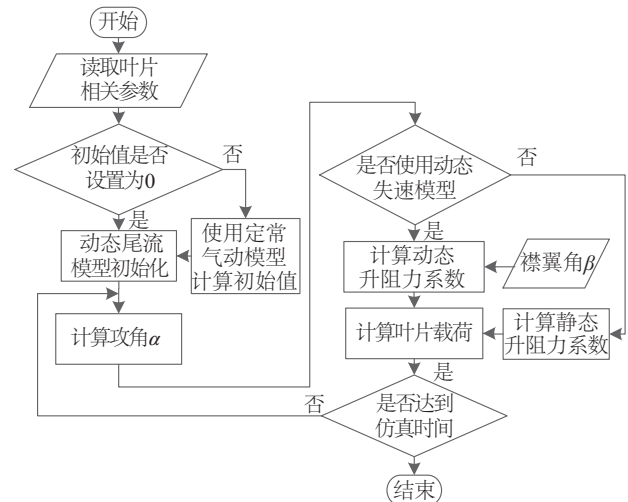 开始
读取叶片
相关参数
初始值是否
设置为0
否
是
动态尾流
模型初始化
使用定常
气动模型
计算初始值
计算攻角α
是否使用动态
失速模型
否
是
计算动态
升阻力系数
襟翼角β
计算叶片载荷
计算静态
升阻力系数
是
否
是否达到
仿真时间
结束